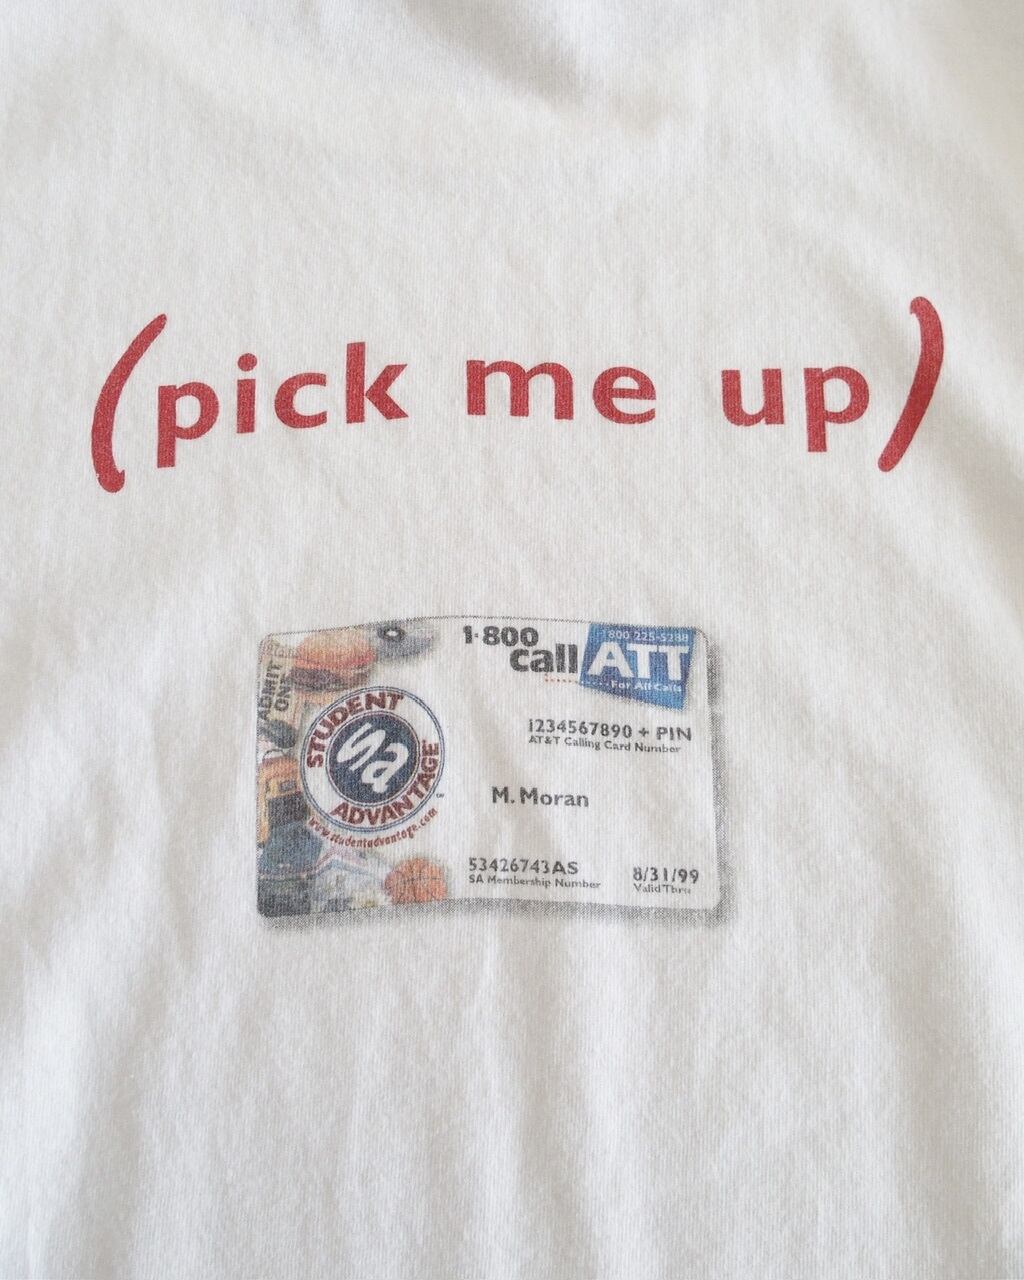 (pick me up)
1·800
call ATT
1 800 225-5288
For All Calls
ADMIT
ONE
STUDENT
sa
ADVANTAGE
www.studentadvantage.com
1234567890 + PIN
AT&T Calling Card Number
M. Moran
53426743AS
SA Membership Number
8/31/99
Valid Thru